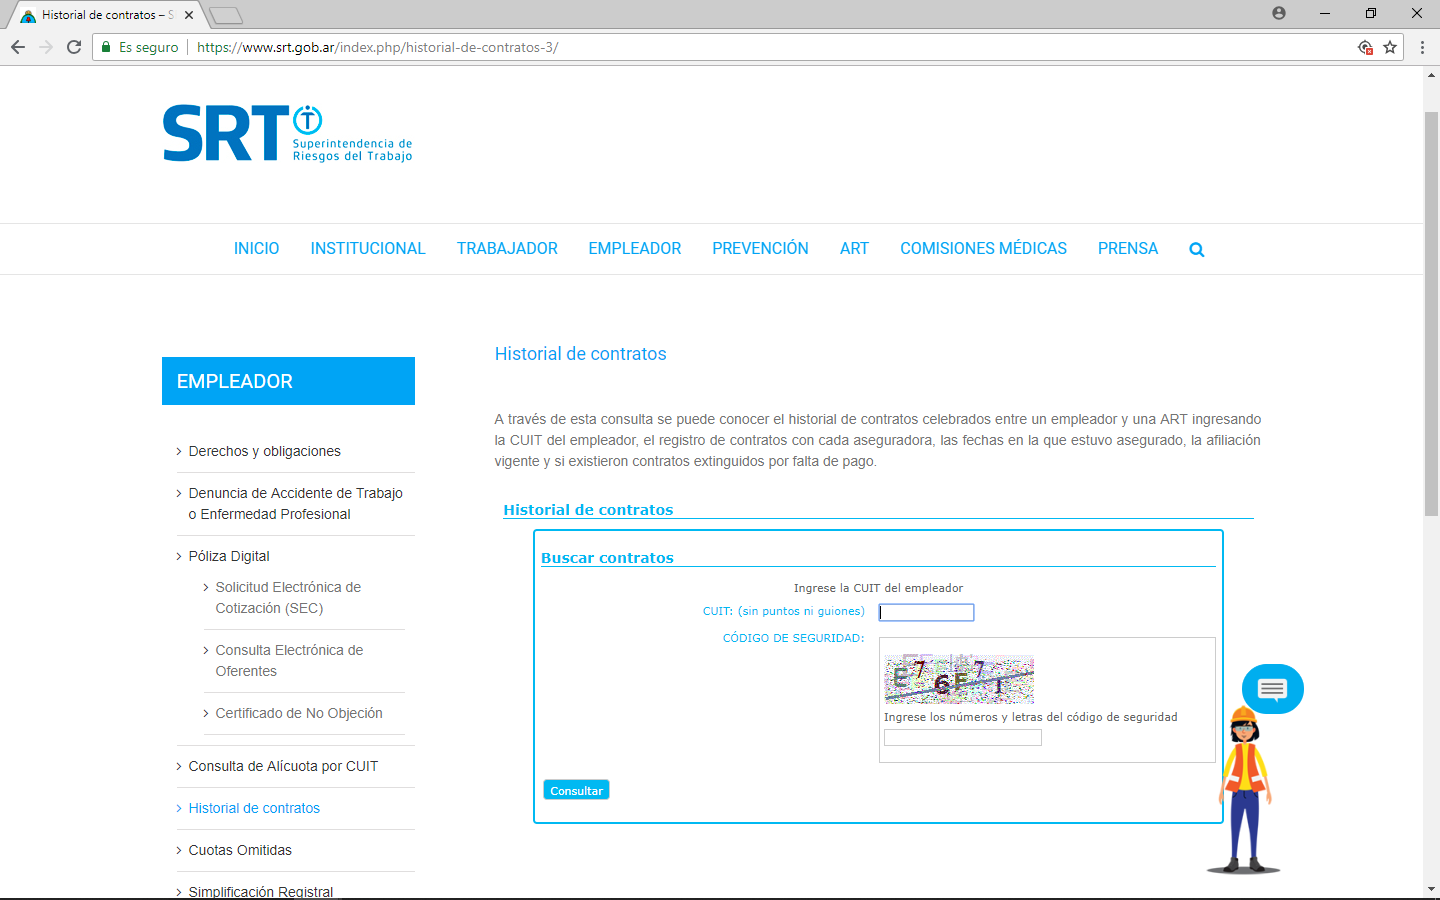 Historial de contratos – S
Es seguro
https://www.srt.gob.ar/index.php/historial-de-contratos-3/
SRT
Superintendencia de
Riesgos del Trabajo
INICIO INSTITUCIONAL TRABAJADOR EMPLEADOR PREVENCIÓN ART COMISIONES MÉDICAS PRENSA
EMPLEADOR
Derechos y obligaciones
Denuncia de Accidente de Trabajo
o Enfermedad Profesional
Póliza Digital
Solicitud Electrónica de
Cotización (SEC)
Consulta Electrónica de
Oferentes
Certificado de No Objeción
Consulta de Alícuota por CUIT
Historial de contratos
Cuotas Omitidas
Simplificación Registral
Historial de contratos
A través de esta consulta se puede conocer el historial de contratos celebrados entre un empleador y una ART ingresando
la CUIT del empleador, el registro de contratos con cada aseguradora, las fechas en la que estuvo asegurado, la afiliación
vigente y si existieron contratos extinguidos por falta de pago.
Historial de contratos
Buscar contratos
Ingrese la CUIT del empleador
CUIT: (sin puntos ni guiones)
CÓDIGO DE SEGURIDAD:
E76F71
Ingrese los números y letras del código de seguridad
Consultar